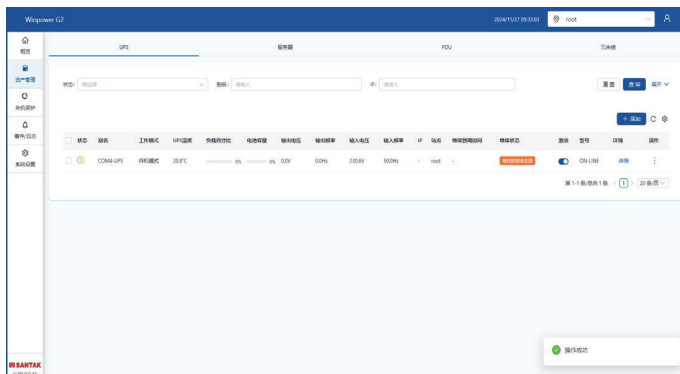 Winpower G2
2024/11/27 09:33:03
root
概览
资产管理
关机保护
事件/日志
系统设置
UPS
服务器
PDU
冗余组
状态: 请选择
别名: 请输入
IP: 请输入
重置
查询
展开
+ 添加
状态 别名 工作模式 UPS温度 负载百分比 电池容量 输出电压 输出频率 输入电压 输入频率 IP 站点 维保到期时间 维保状态 激活 型号 详情 操作
COM4-UPS 待机模式 20.8°C 0% 0% 0.0V 0.0Hz 230.6V 50.0Hz - root - ON-LINE 详情
第 1-1 条/总共 1 条 < 1 > 20 条/页
操作成功
SANTAK